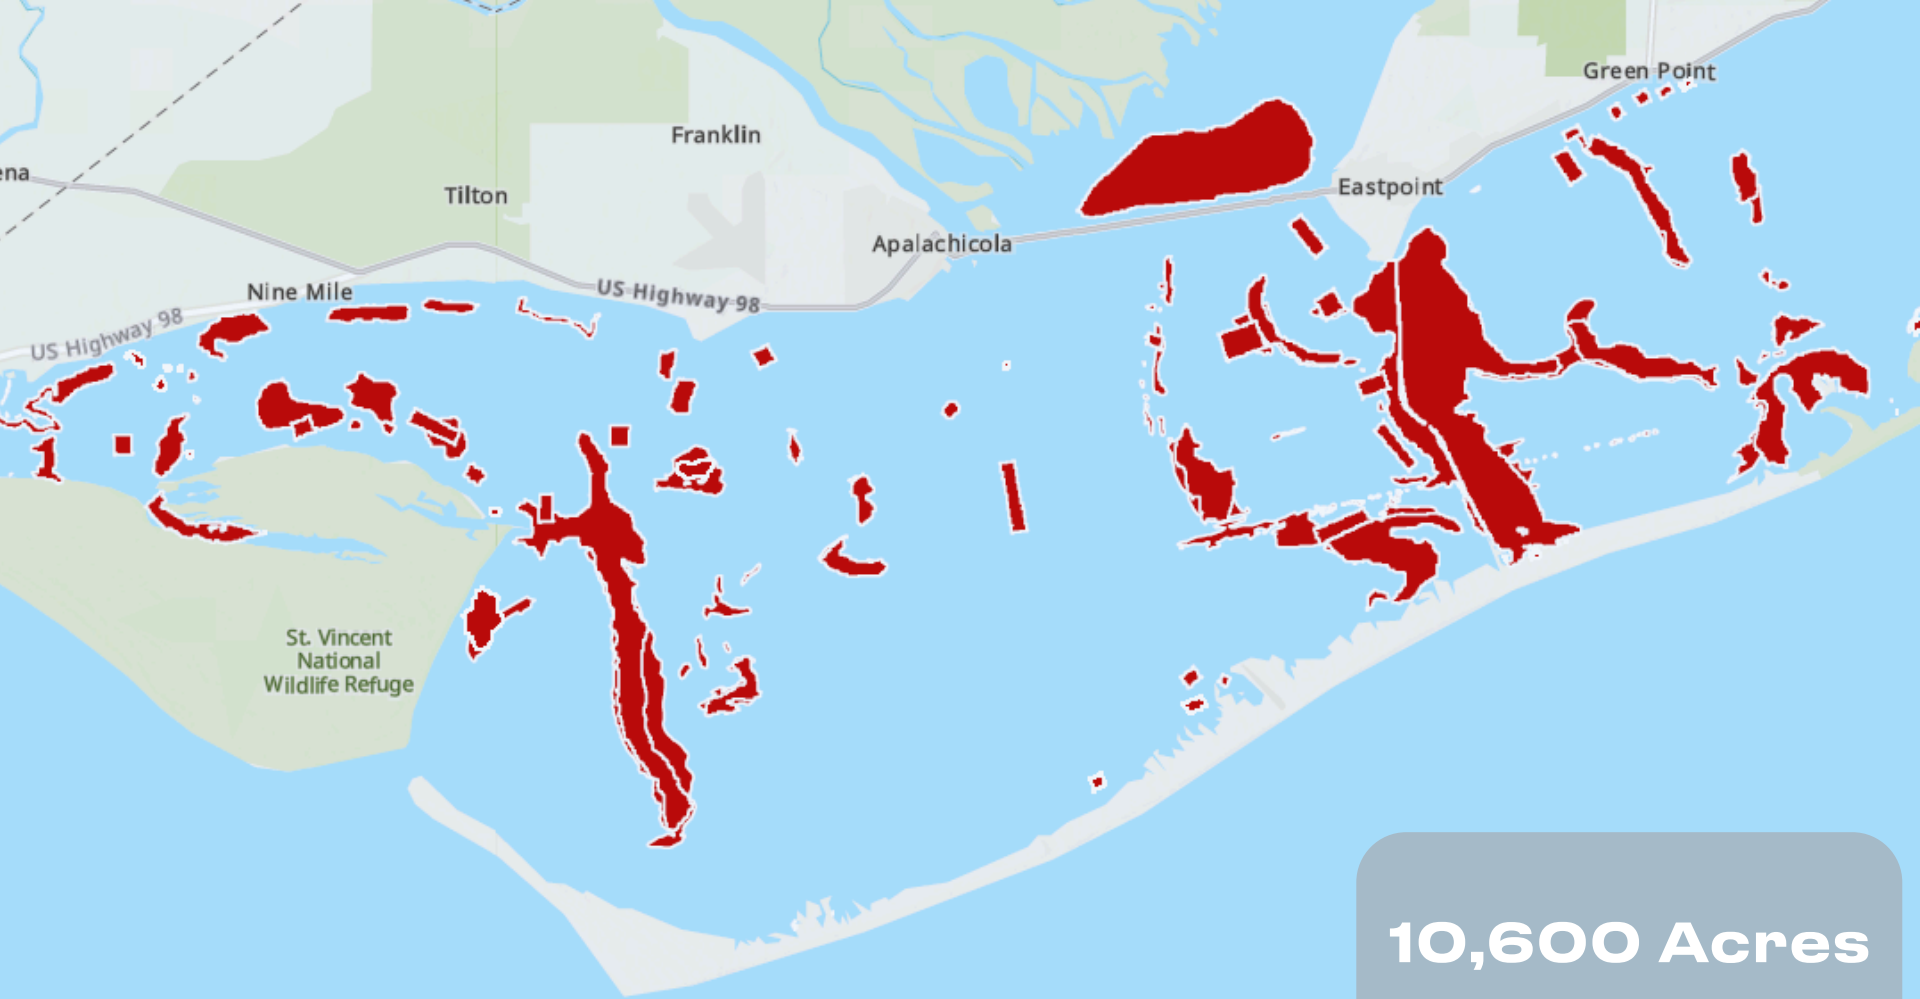 Green Point
Franklin
ena
Tilton
Eastpoint
Apalachicola
Nine Mile
US Highway 98
US Highway 98
St. Vincent
National
Wildlife Refuge
10,600 Acres